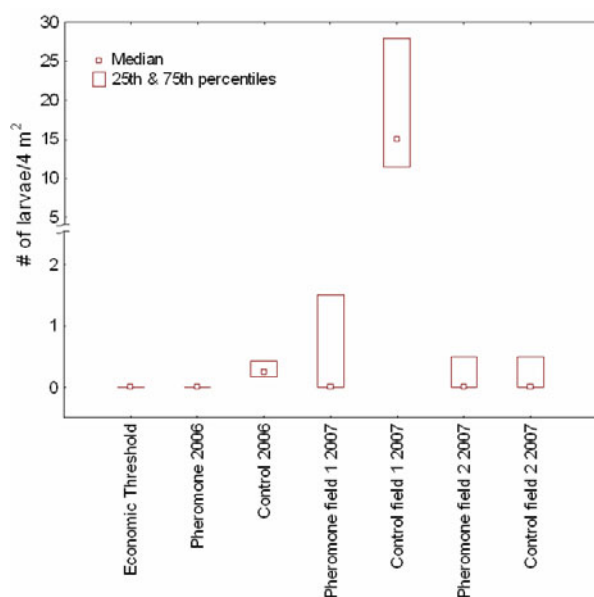 30
Median
25th & 75th percentiles
25
20
15
10
5
2
1
0
# of larvae/4 m²
Economic Threshold
Pheromone 2006
Control 2006
Pheromone field 1 2007
Control field 1 2007
Pheromone field 2 2007
Control field 2 2007